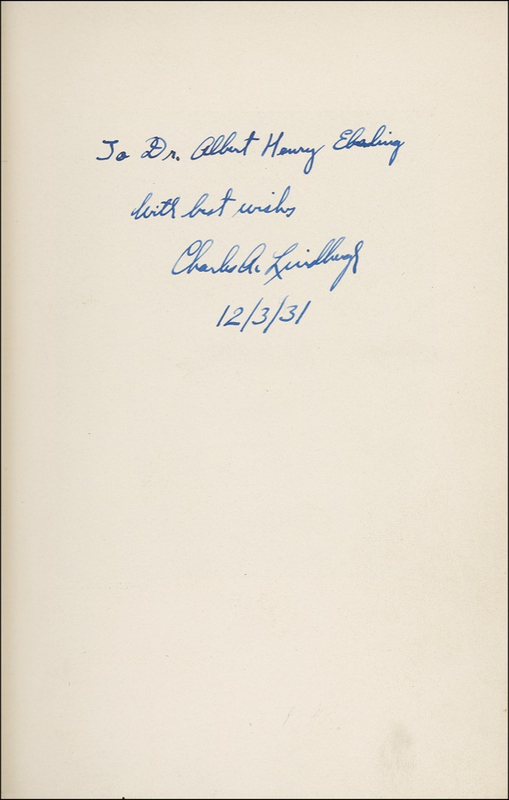 To Dr. Albert Henry Ebeling
With best wishes
Charles A. Lindbergh
12/3/31